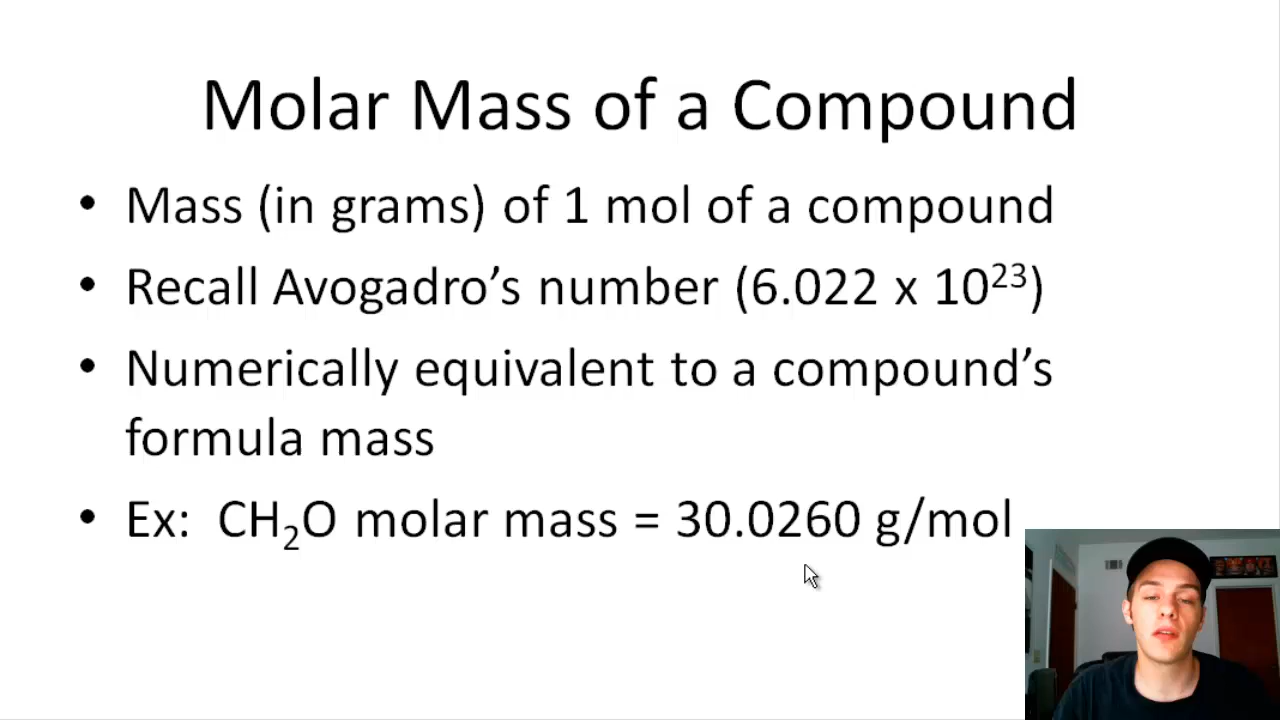 Molar Mass of a Compound
• Mass (in grams) of 1 mol of a compound
• Recall Avogadro’s number (6.022 x 10²³)
• Numerically equivalent to a compound’s
formula mass
• Ex:  CH₂O molar mass = 30.0260 g/mol